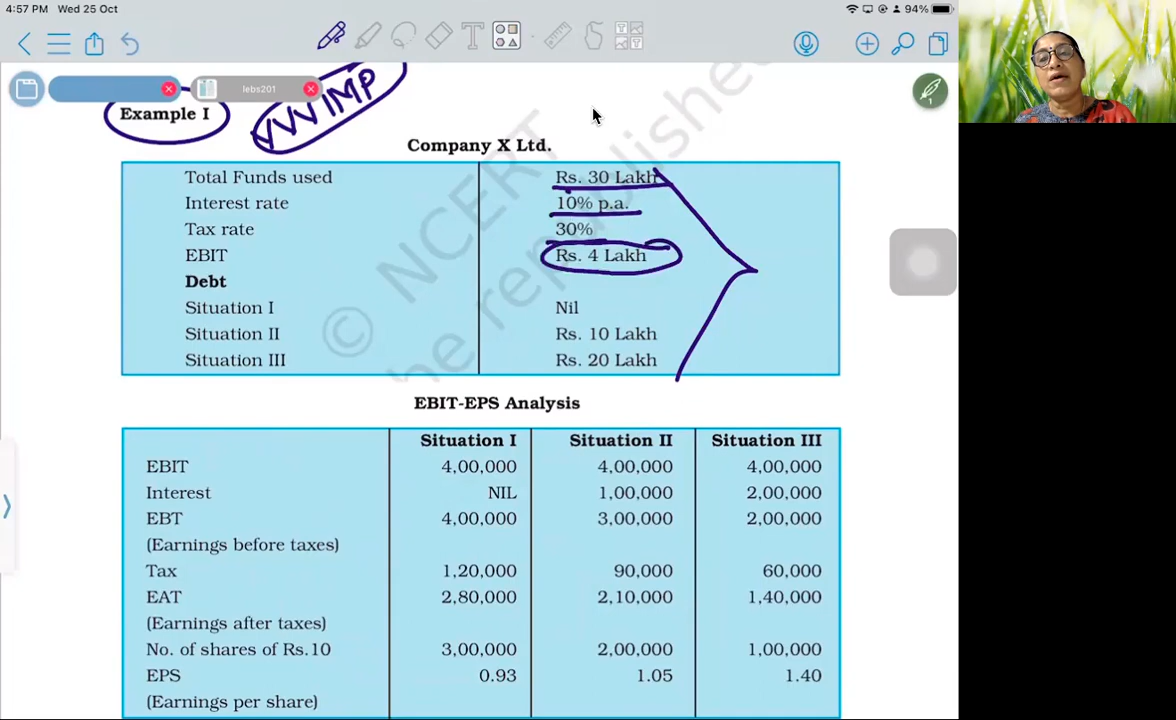 4:57 PM Wed 25 Oct
94%
lebs201
Example I
VVV IMP
Company X Ltd.
Total Funds used Rs. 30 Lakh
Interest rate 10% p.a.
Tax rate 30%
EBIT Rs. 4 Lakh
Debt
Situation I Nil
Situation II Rs. 10 Lakh
Situation III Rs. 20 Lakh
© NCERT
be republished
EBIT-EPS Analysis
Situation I Situation II Situation III
EBIT 4,00,000 4,00,000 4,00,000
Interest NIL 1,00,000 2,00,000
EBT 4,00,000 3,00,000 2,00,000
(Earnings before taxes)
Tax 1,20,000 90,000 60,000
EAT 2,80,000 2,10,000 1,40,000
(Earnings after taxes)
No. of shares of Rs.10 3,00,000 2,00,000 1,00,000
EPS 0.93 1.05 1.40
(Earnings per share)